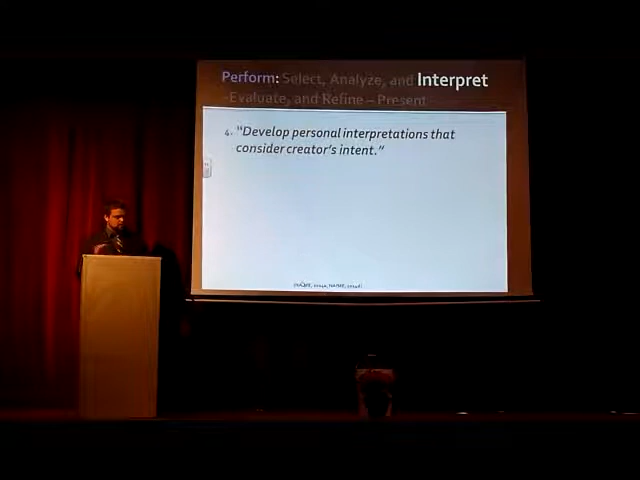 Perform: Select, Analyze, and Interpret
-Evaluate, and Refine – Present
4. "Develop personal interpretations that
consider creator's intent."